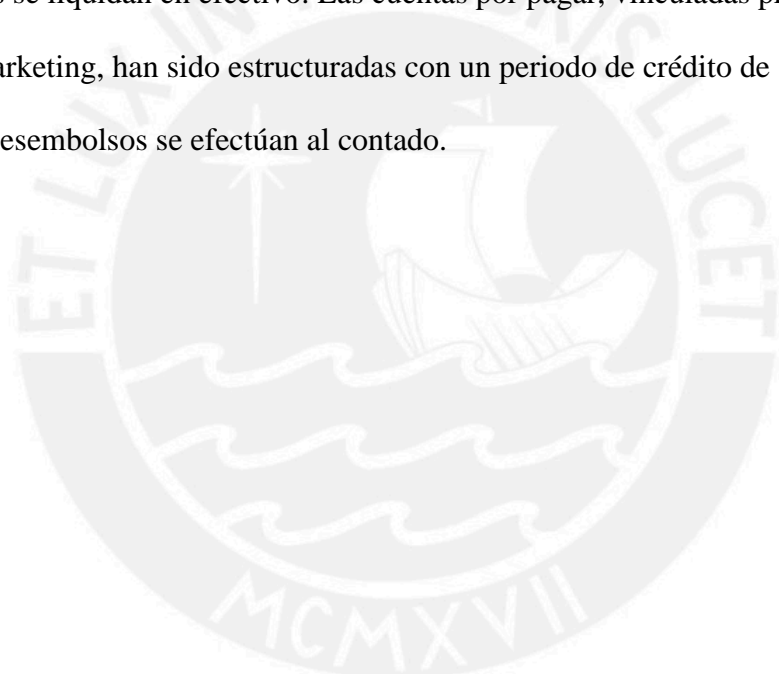 s se liquidan en efectivo. Las cuentas por pagar, vinculadas p
arketing, han sido estructuradas con un periodo de crédito de
esembolsos se efectúan al contado.
ET LUX IN TENEBRIS LUCET
MCMXVII